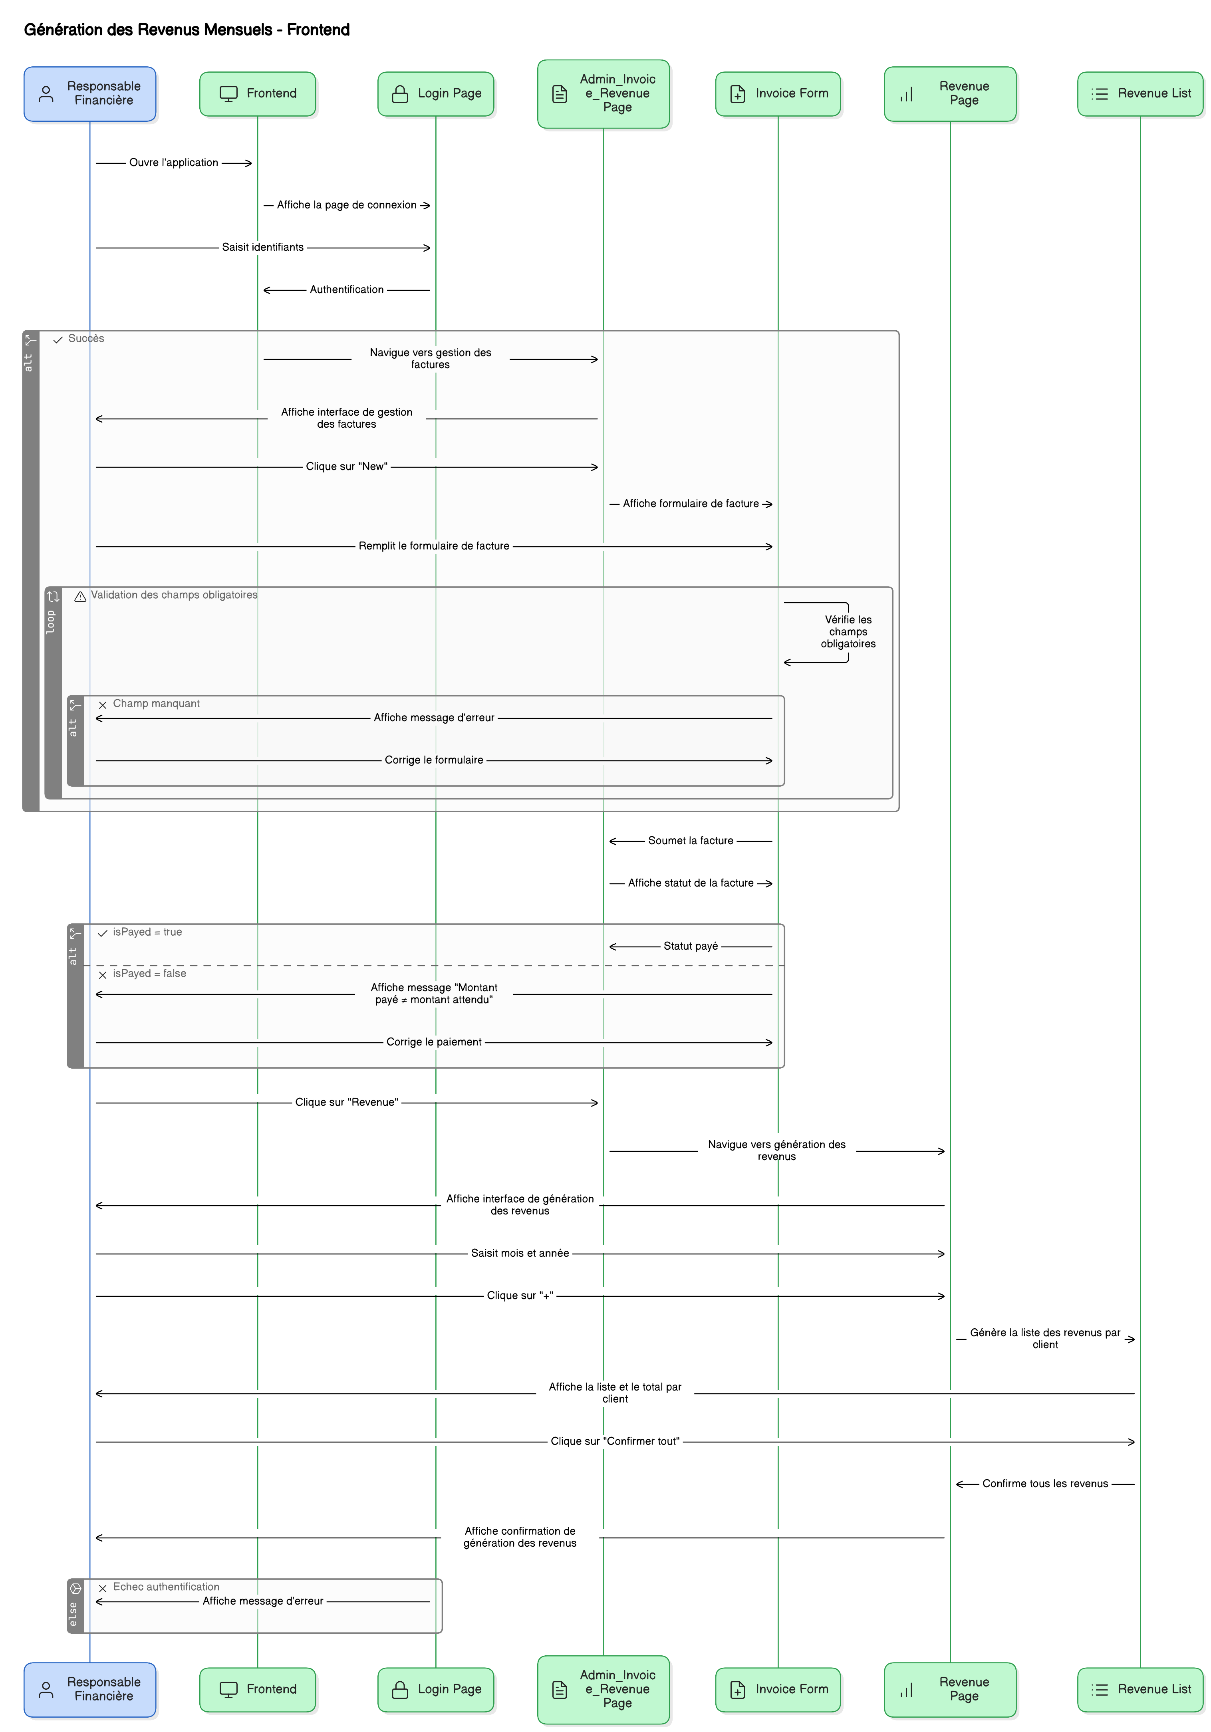 Génération des Revenus Mensuels - Frontend
Responsable
Financière
Frontend
Login Page
Admin_Invoic
e_Revenue
Page
Invoice Form
Revenue
Page
Revenue List
Ouvre l'application
Affiche la page de connexion
Saisit identifiants
Authentification
alt
Succès
Navigue vers gestion des
factures
Affiche interface de gestion
des factures
Clique sur "New"
Affiche formulaire de facture
Remplit le formulaire de facture
loop
Validation des champs obligatoires
Vérifie les
champs
obligatoires
alt
Champ manquant
Affiche message d'erreur
Corrige le formulaire
Soumet la facture
Affiche statut de la facture
alt
isPayed = true
Statut payé
isPayed = false
Affiche message "Montant
payé ≠ montant attendu"
Corrige le paiement
Clique sur "Revenue"
Navigue vers génération des
revenus
Affiche interface de génération
des revenus
Saisit mois et année
Clique sur "+"
Génère la liste des revenus par
client
Affiche la liste et le total par
client
Clique sur "Confirmer tout"
Confirme tous les revenus
Affiche confirmation de
génération des revenus
else
Echec authentification
Affiche message d'erreur
Responsable
Financière
Frontend
Login Page
Admin_Invoic
e_Revenue
Page
Invoice Form
Revenue
Page
Revenue List